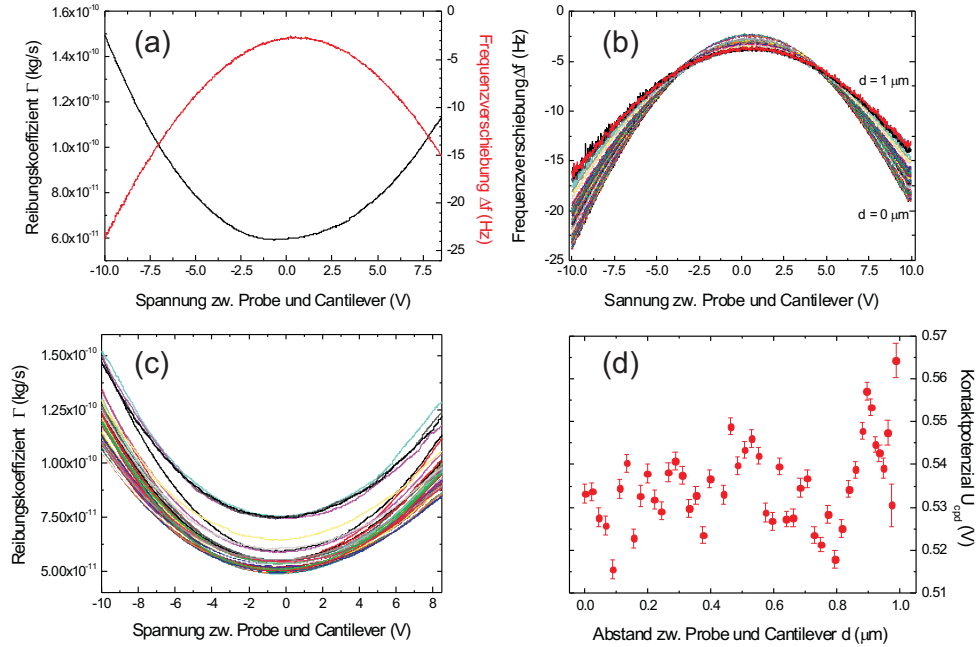 (a)
1.6x10-10
1.4x10-10
1.2x10-10
1.0x10-10
8.0x10-11
6.0x10-11
Reibungskoeffizient Γ (kg/s)
0
-5
-10
-15
-20
-25
Frequenzverschiebung Δf (Hz)
-10.0 -7.5 -5.0 -2.5 0.0 2.5 5.0 7.5
Spannung zw. Probe und Cantilever (V)
(b)
0
-5
-10
-15
-20
-25
Frequenzverschiebung Δf (Hz)
d = 1 μm
d = 0 μm
-10.0 -7.5 -5.0 -2.5 0.0 2.5 5.0 7.5 10.0
Sannung zw. Probe und Cantilever (V)
(c)
1.50x10-10
1.25x10-10
1.00x10-10
7.50x10-11
5.00x10-11
Reibungskoeffizient Γ (kg/s)
-10 -8 -6 -4 -2 0 2 4 6 8
Spannung zw. Probe und Cantilever (V)
(d)
0.57
0.56
0.55
0.54
0.53
0.52
0.51
Kontaktpotenzial Ucpd (V)
0.0 0.2 0.4 0.6 0.8 1.0
Abstand zw. Probe und Cantilever d (μm)